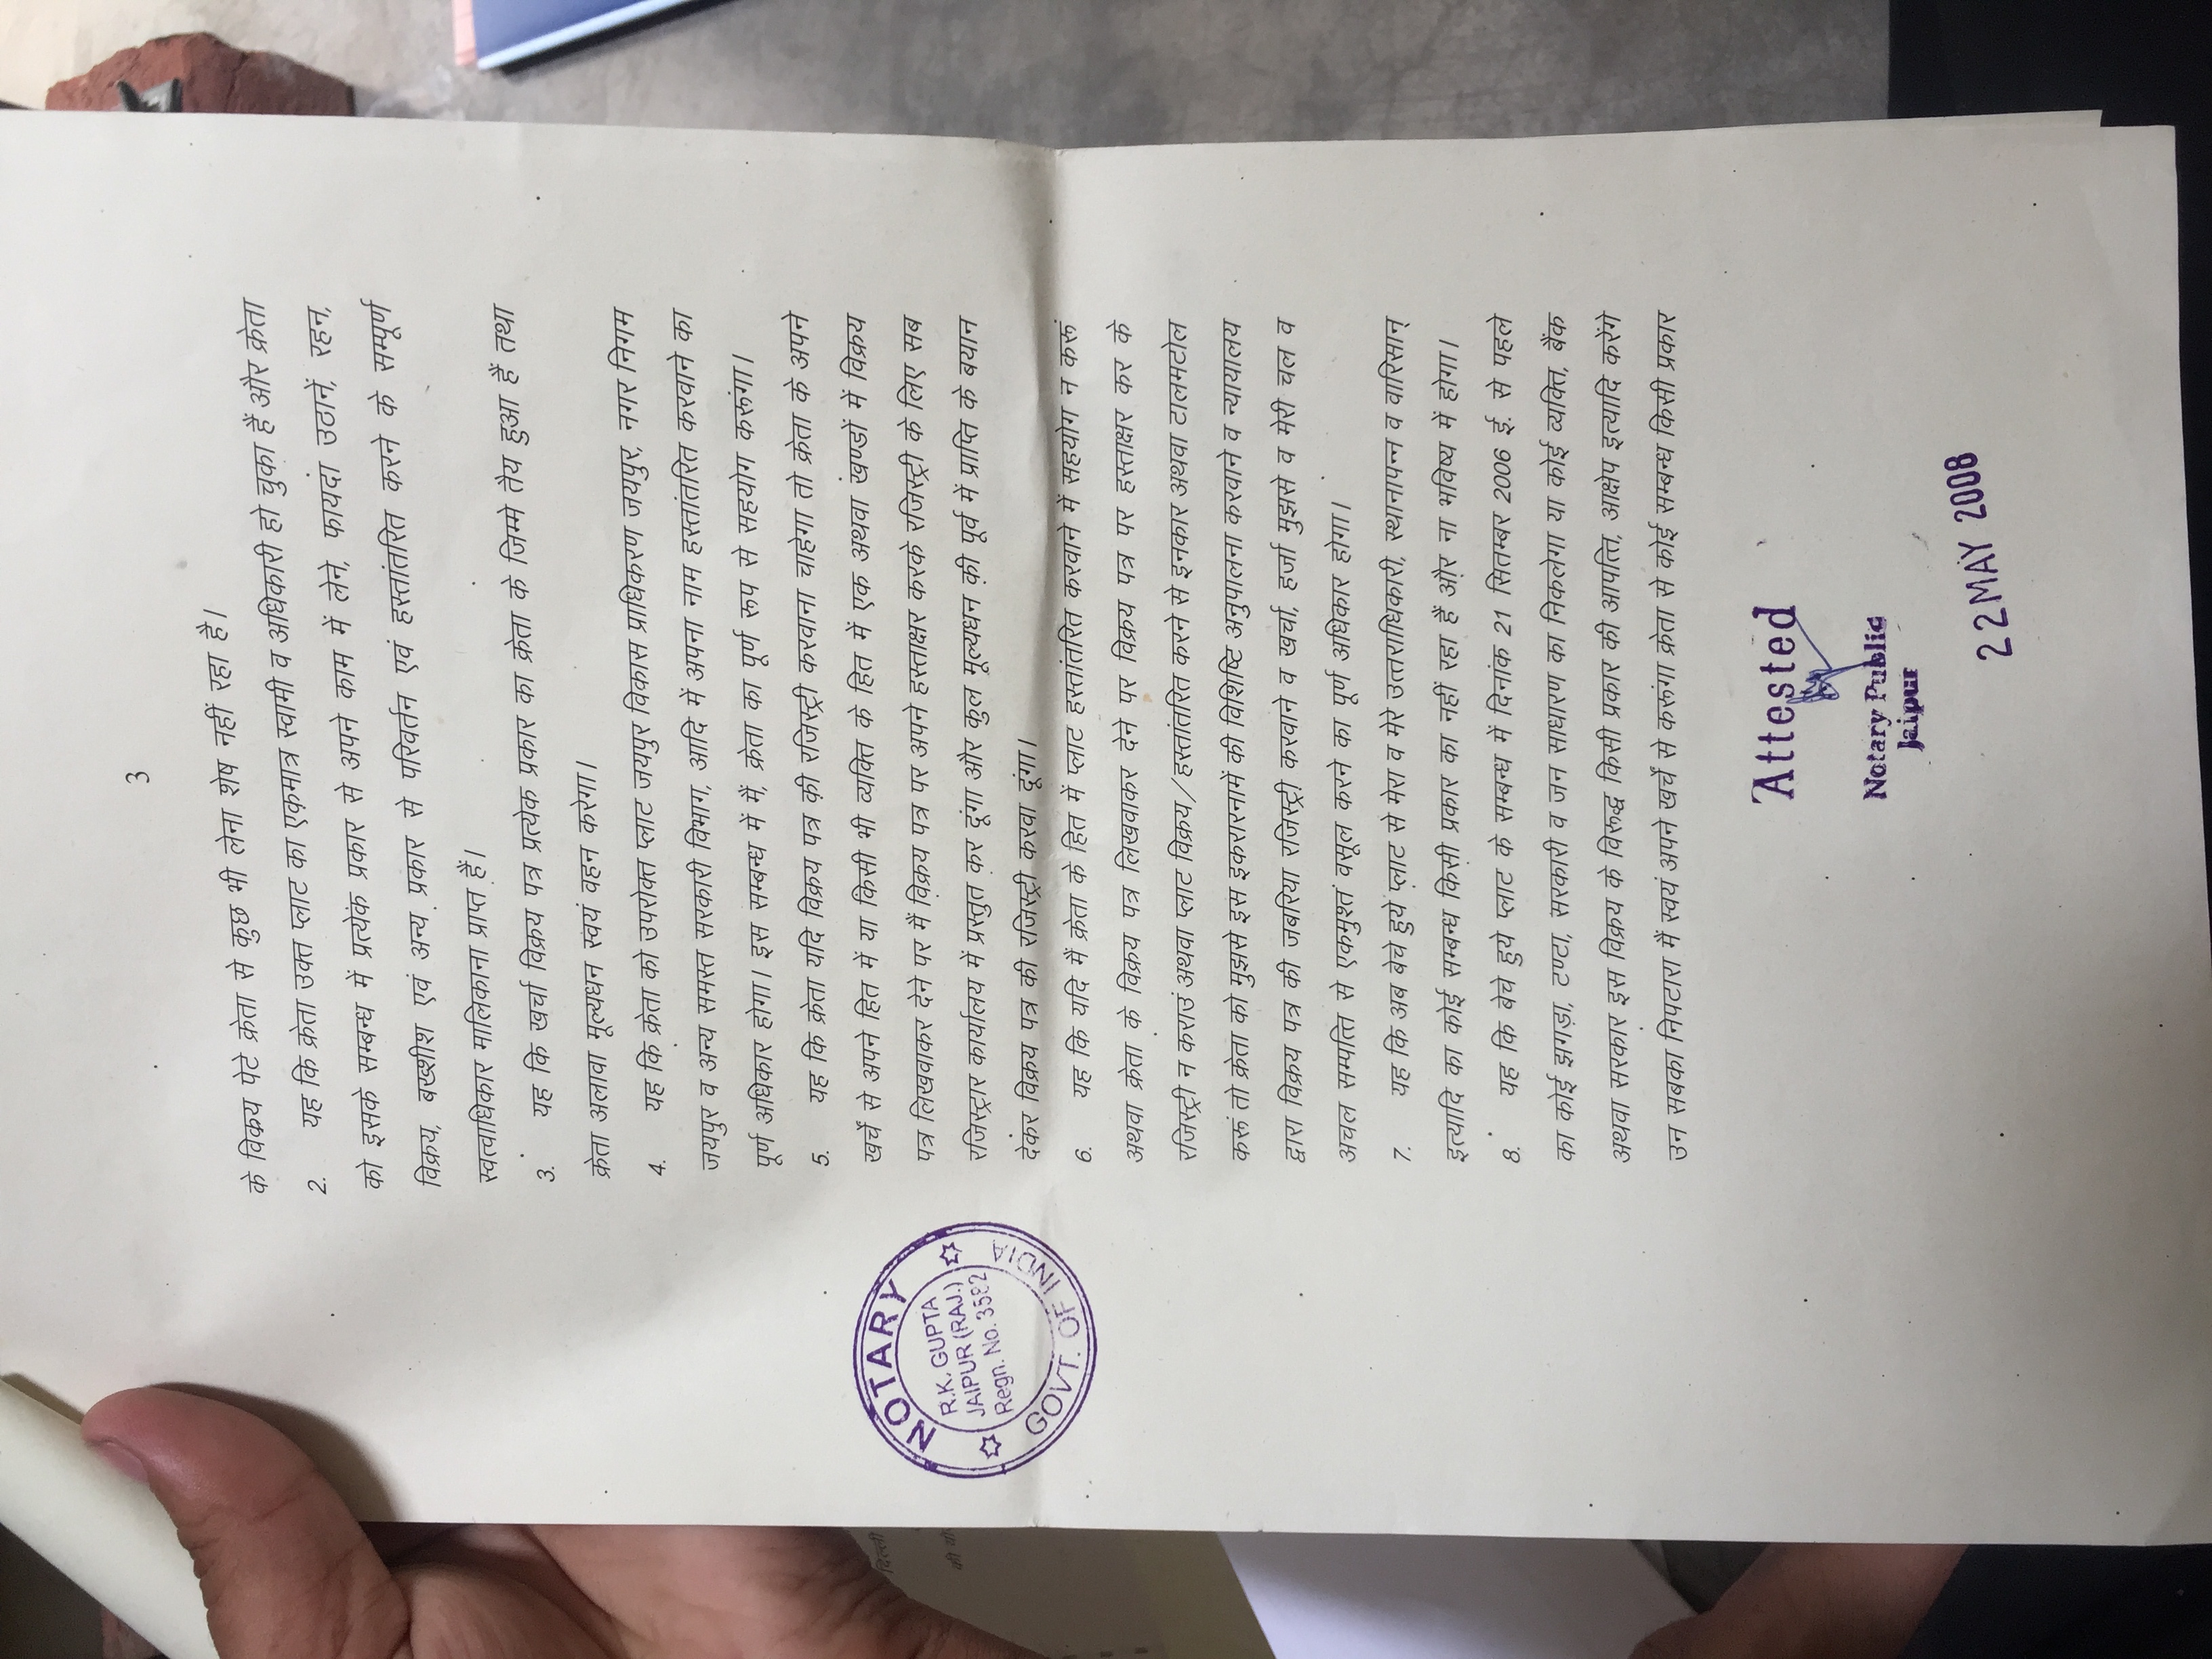 3
के विक्रय पेटे क्रेता से कुछ भी लेना शेष नहीं रहा है।
2. यह कि क्रेता उक्त प्लाट का एकमात्र स्वामी व अधिकारी हो चुका हैं और क्रेता
को इसके सम्बन्ध में प्रत्येंक प्रकार से अपने काम में लेने, फायदां उठानें, रहन,
विक्रय, बख्शीश एवं अन्य प्रकार से परिवर्तन एवं हस्तांतरित करने के सम्पूर्ण
स्वत्वाधिकार मालिकाना प्राप्त हैं।
3. यह कि खर्चा विक्रय पत्र प्रत्येक प्रकार का क्रेता के जिम्मे तैय हुआ हैं तथा
क्रेता अलावा मूल्यधन स्वयं वहन करेगा।
4. यह कि क्रेता को उपरोक्त प्लाट जयपुर विकास प्राधिकरण जयपुर, नगर निगम
जयपुर व अन्य समस्त सरकारी विभाग, आदि में अपना नाम हस्तांतरित करवाने का
पूर्ण अधिकार होगा। इस सम्बन्ध में मैं, क्रेता का पूर्ण रूप से सहयोग करूंगा।
5. यह कि क्रेता यदि विक्रय पत्र की रजिस्ट्री करवाना चाहेगा तो क्रेता के अपने
खर्चें से अपने हित में या किसी भी व्यक्ति के हित में एक अथवा खण्डों में विक्रय
पत्र लिखवाकर देने पर मैं विक्रय पत्र पर अपने हस्ताक्षर करके रजिस्ट्री के लिए सब
रजिस्ट्रार कार्यालय में प्रस्तुत कर दूंगा और कुल मूल्यधन की पूर्व में प्राप्ति के बयान
देकर विक्रय पत्र की रजिस्ट्री करवा दूंगा।
6. यह कि यदि मैं क्रेता के हित में प्लाट हस्तांतरित करवाने में सहयोग न करूं
अथवा क्रेता के विक्रय पत्र लिखवाकर देने पर विक्रय पत्र पर हस्ताक्षर कर के
रजिस्ट्री न कराउं अथवा प्लाट विक्रय/हस्तांतरित करने से इनकार अथवा टालमटोल
करूं तो क्रेता को मुझसे इस इकरारनामें की विशिष्टि अनुपालना करवाने व न्यायालय
द्वारा विक्रय पत्र की जबरिया रजिस्ट्री करवाने व खर्चा, हर्जा मुझसे व मेरी चल व
अचल सम्पत्ति से एकमुश्त वसूल करने का पूर्ण अधिकार होगा।
7. यह कि अब बेचे हुये प्लाट से मेरा व मेरे उत्तराधिकारी, स्थानापन्न व वारिसान्
इत्यादि का कोई सम्बन्ध किसी प्रकार का नहीं रहा हैं और ना भविष्य में होगा।
8. यह कि बेचे हुये प्लाट के सम्बन्ध में दिनांक 21 सितम्बर 2006 ई. से पहले
का कोई झगड़ा, टण्टा, सरकारी व जन साधारण का निकलेगा या कोई व्यक्ति, बैंक
अथवा सरकार इस विक्रय के विरूद्ध किसी प्रकार की आपत्ति, आक्षेप इत्यादि करेंगे
उन सबका निपटारा मैं स्वयं अपने खर्चें से करूंगा क्रेता से कोई सम्बन्ध किसी प्रकार
NOTARY
R.K. GUPTA
JAIPUR (RAJ.)
Regn. No. 3582
GOVT. OF INDIA
Attested
Notary Public
Jaipur
22 MAY 2008
दिल्ली